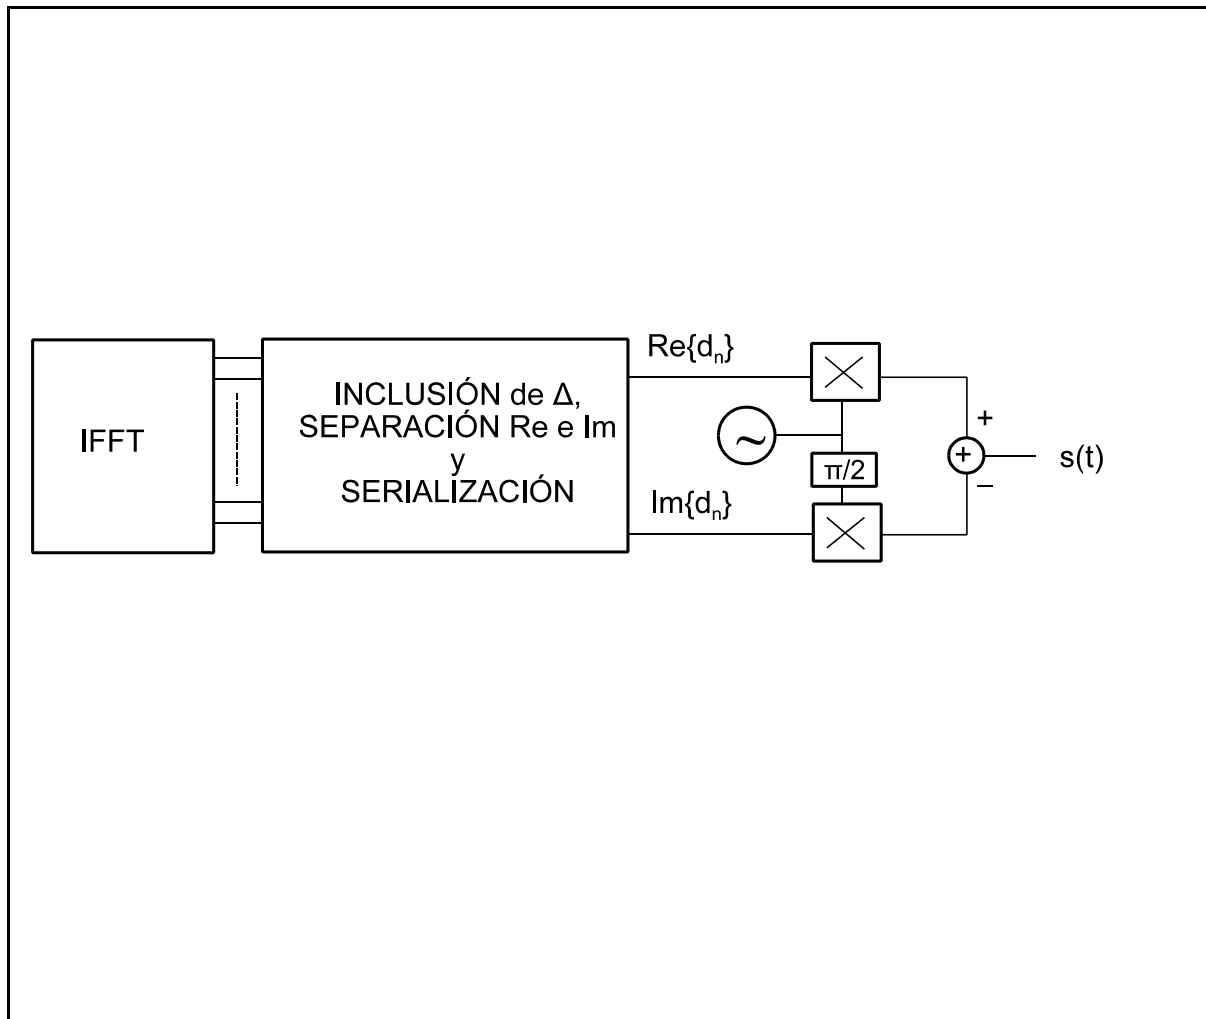 IFFT
INCLUSIÓN de Δ,
SEPARACIÓN Re e Im
y
SERIALIZACIÓN
Re{dₙ}
~
π/2
Im{dₙ}
+
+
−
s(t)